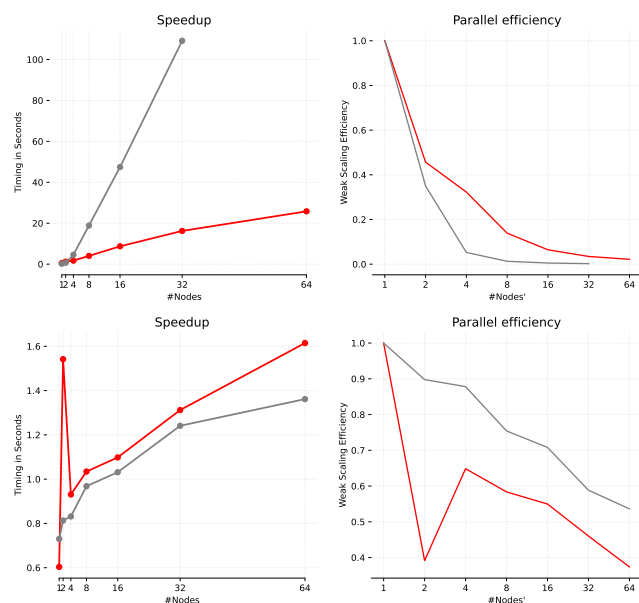 Speedup
Parallel efficiency
Timing in Seconds
100
80
60
40
20
0
1 2 4 8 16 32 64
#Nodes
Weak Scaling Efficiency
1.0
0.8
0.6
0.4
0.2
0.0
1 2 4 8 16 32 64
#Nodes'
Speedup
Parallel efficiency
Timing in Seconds
1.6
1.4
1.2
1.0
0.8
0.6
1 2 4 8 16 32 64
#Nodes
Weak Scaling Efficiency
1.0
0.9
0.8
0.7
0.6
0.5
0.4
1 2 4 8 16 32 64
#Nodes'